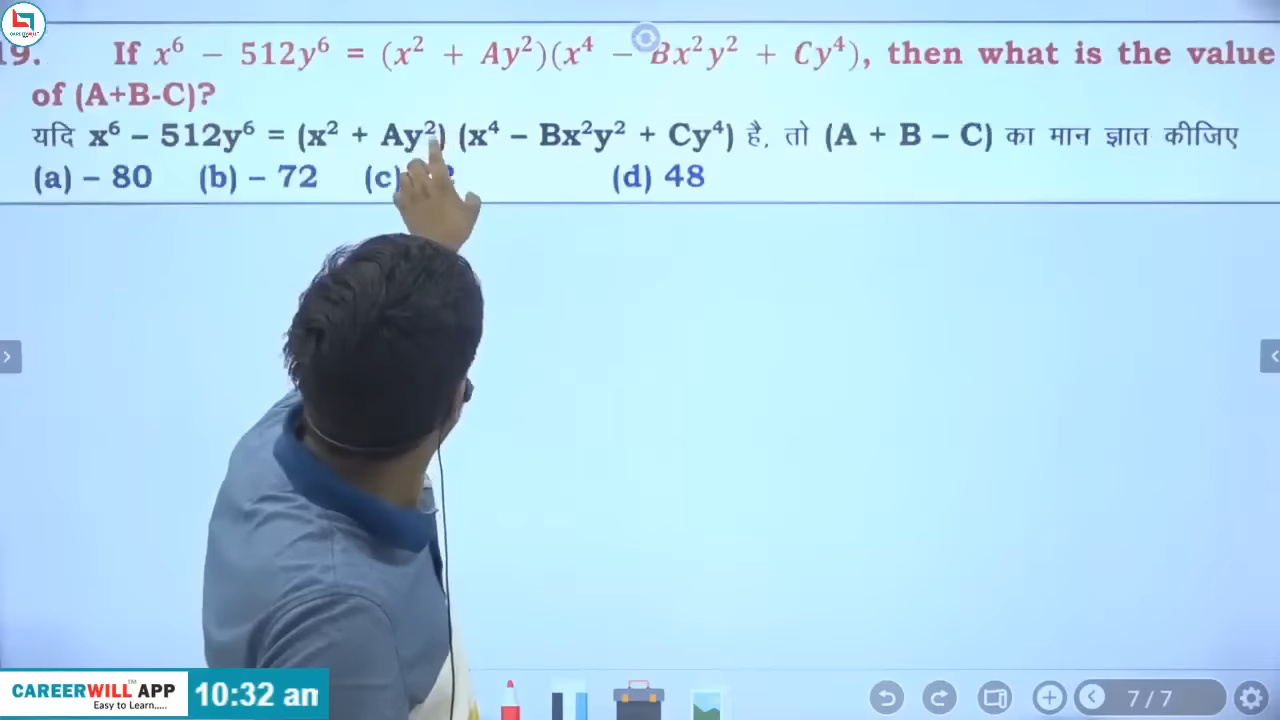 CAREERWILL
19. If x⁶ − 512y⁶ = (x² + Ay²)(x⁴ − Bx²y² + Cy⁴), then what is the value
of (A+B-C)?
यदि x⁶ – 512y⁶ = (x² + Ay²) (x⁴ – Bx²y² + Cy⁴) है, तो (A + B – C) का मान ज्ञात कीजिए
(a) – 80 (b) – 72 (c) (d) 48
CAREERWILL™ APP
Easy to Learn.....
10:32 an
7 / 7